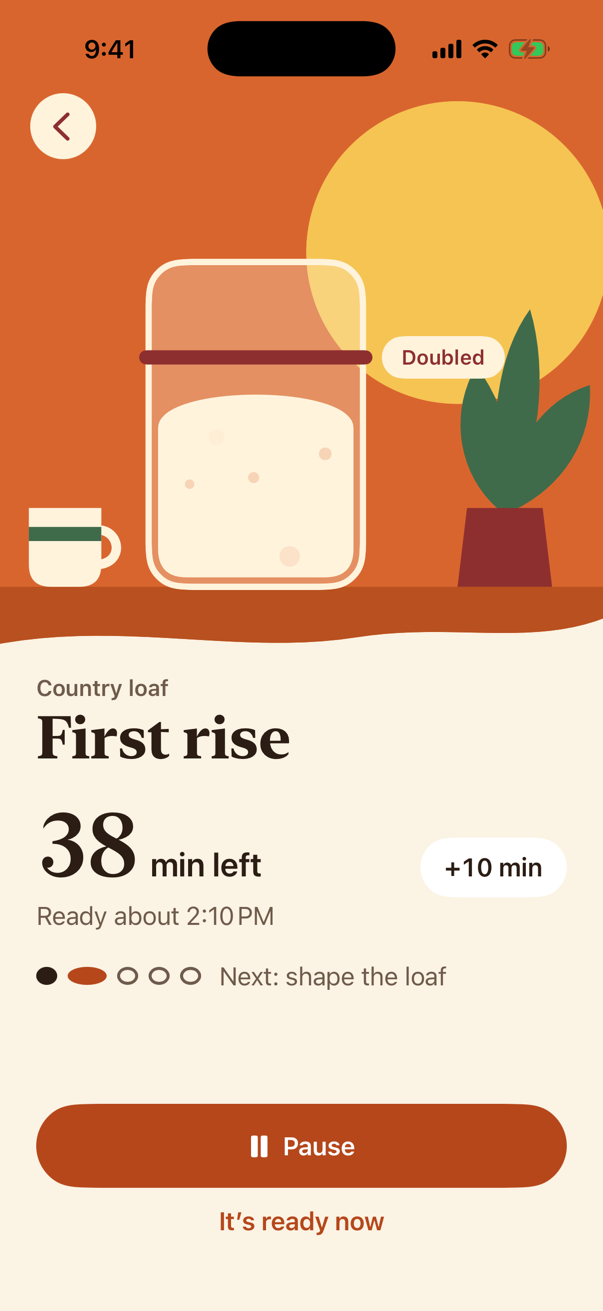 9:41
Doubled
Country loaf
First rise
38 min left
+10 min
Ready about 2:10 PM
Next: shape the loaf
Pause
It’s ready now